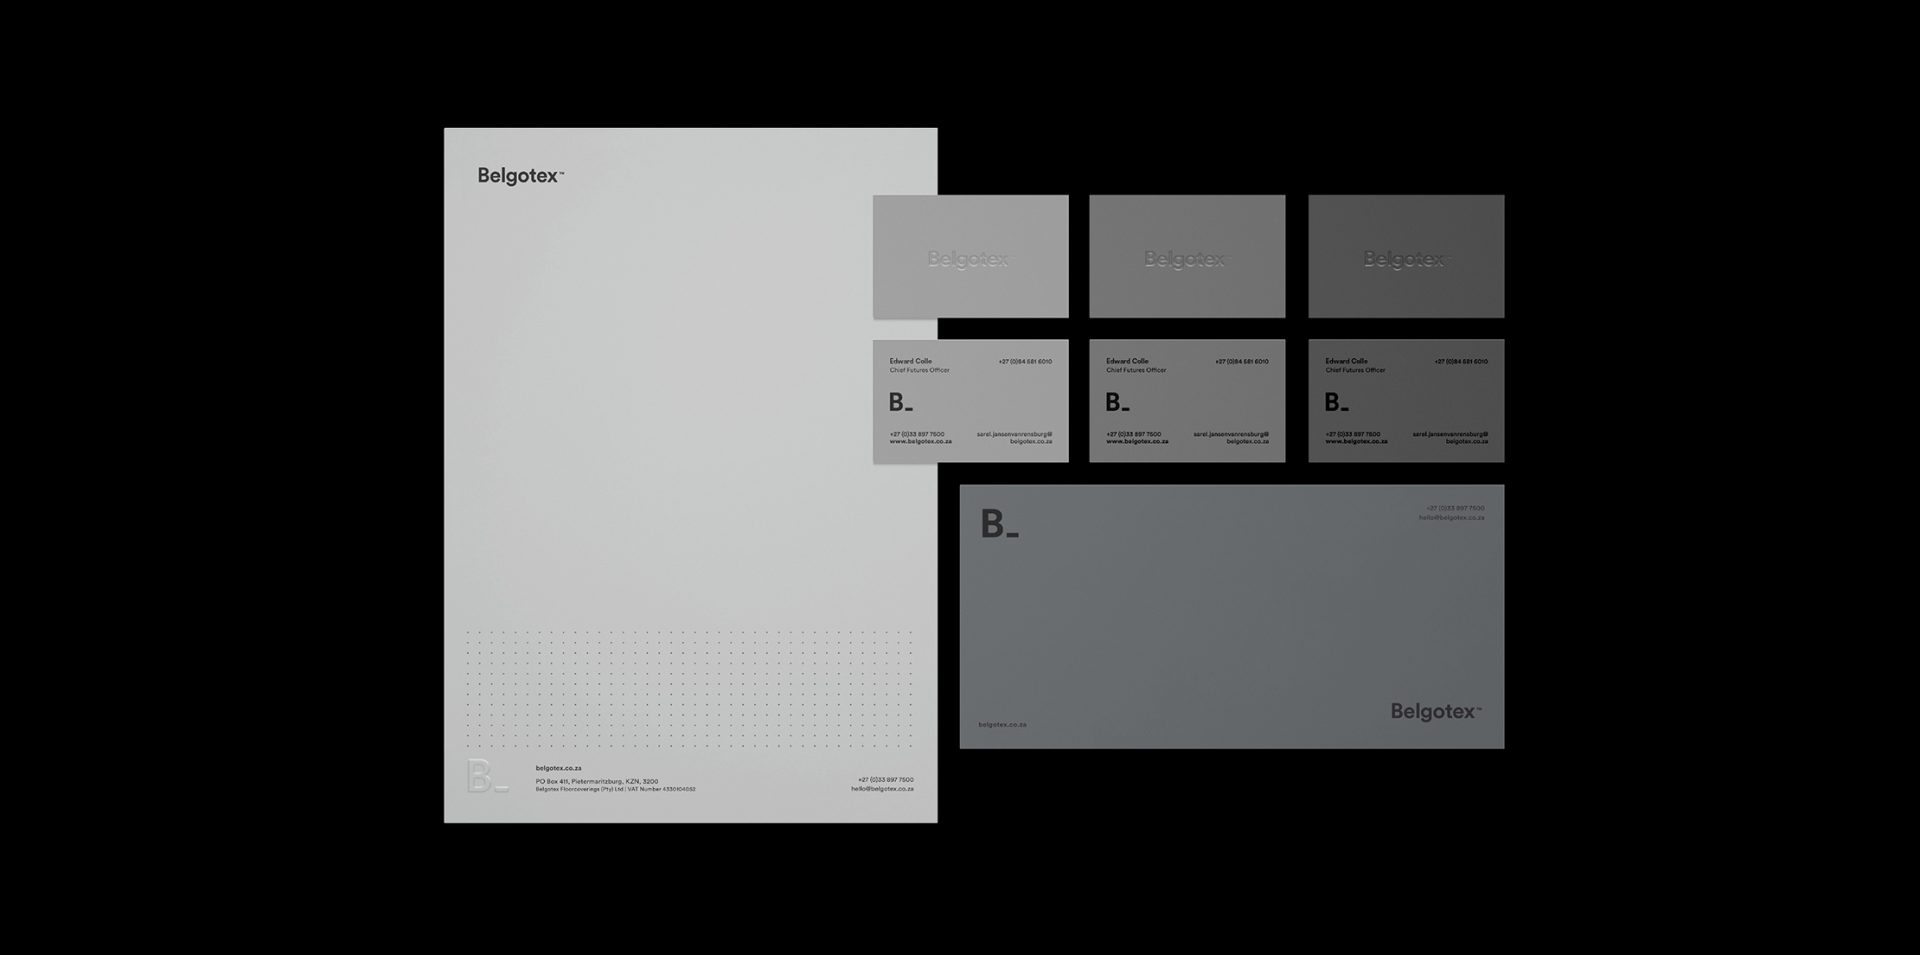 Belgotex™
Belgotex
Belgotex
Belgotex
Edward Colle
Chief Futures Officer
+27 (0)84 581 6010
B_
+27 (0)33 897 7500
www.belgotex.co.za
sarel.jansenvanrensburg@
belgotex.co.za
Edward Colle
Chief Futures Officer
+27 (0)84 581 6010
B_
+27 (0)33 897 7500
www.belgotex.co.za
sarel.jansenvanrensburg@
belgotex.co.za
Edward Colle
Chief Futures Officer
+27 (0)84 581 6010
B_
+27 (0)33 897 7500
www.belgotex.co.za
sarel.jansenvanrensburg@
belgotex.co.za
B_
+27 (0)33 897 7500
hello@belgotex.co.za
belgotex.co.za
Belgotex™
B_
belgotex.co.za
PO Box 411, Pietermaritzburg, KZN, 3200
Belgotex Floorcoverings (Pty) Ltd | VAT Number 4330104052
+27 (0)33 897 7500
hello@belgotex.co.za